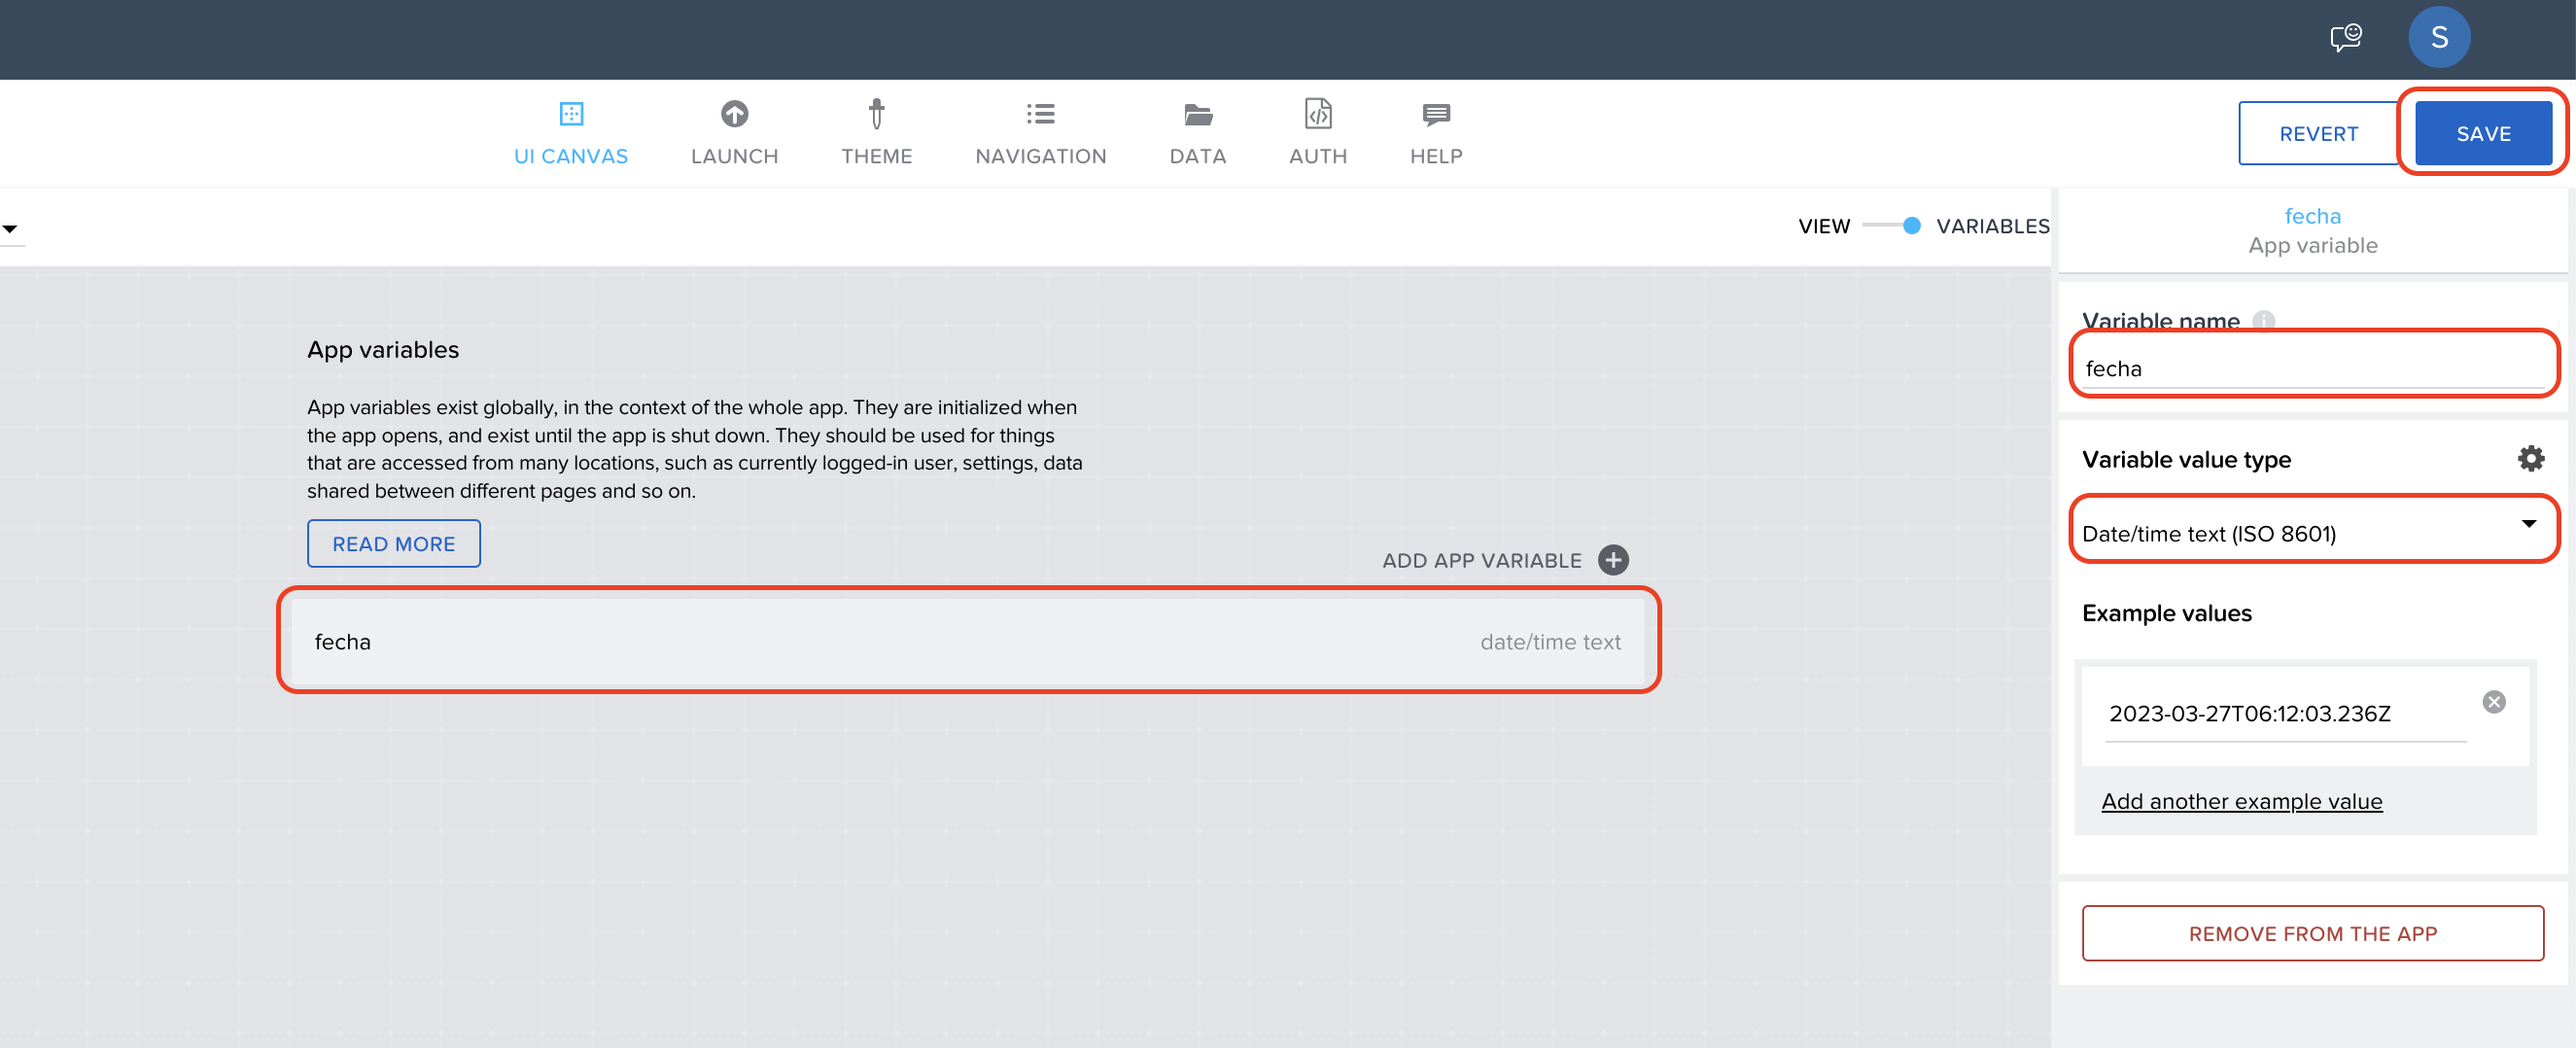 S
UI CANVAS
LAUNCH
THEME
NAVIGATION
DATA
AUTH
HELP
REVERT
SAVE
VIEW
VARIABLES
fecha
App variable
App variables
App variables exist globally, in the context of the whole app. They are initialized when
the app opens, and exist until the app is shut down. They should be used for things
that are accessed from many locations, such as currently logged-in user, settings, data
shared between different pages and so on.
READ MORE
ADD APP VARIABLE
fecha
date/time text
Variable name
fecha
Variable value type
Date/time text (ISO 8601)
Example values
2023-03-27T06:12:03.236Z
Add another example value
REMOVE FROM THE APP